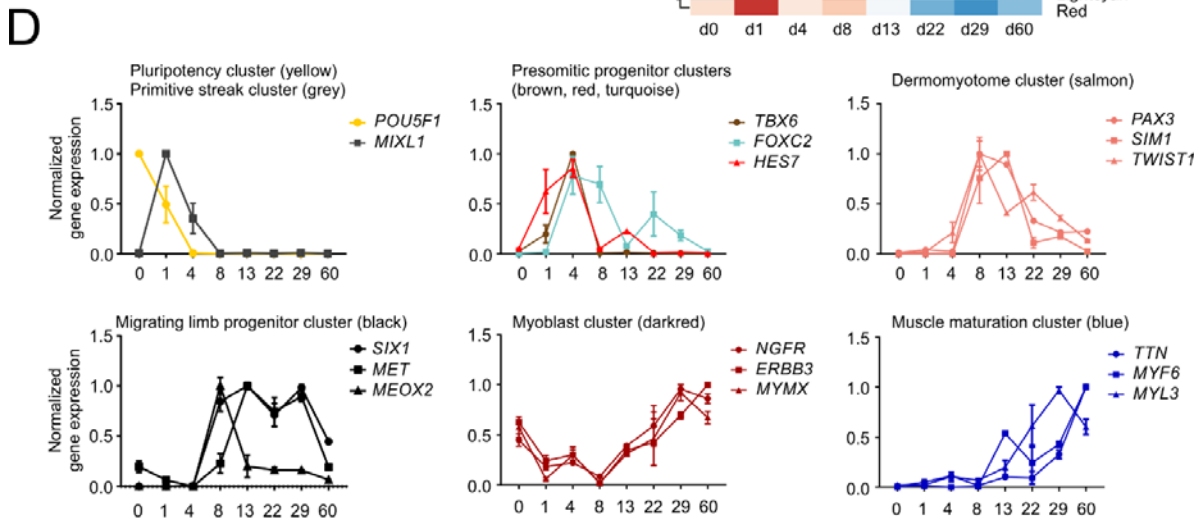 D
Red
d0 d1 d4 d8 d13 d22 d29 d60
Pluripotency cluster (yellow)
Primitive streak cluster (grey)
Normalized
gene expression
1.5
1.0
0.5
0.0
0 1 4 8 13 22 29 60
POU5F1
MIXL1
Presomitic progenitor clusters
(brown, red, turquoise)
1.5
1.0
0.5
0.0
0 1 4 8 13 22 29 60
TBX6
FOXC2
HES7
Dermomyotome cluster (salmon)
1.5
1.0
0.5
0.0
0 1 4 8 13 22 29 60
PAX3
SIM1
TWIST1
Migrating limb progenitor cluster (black)
Normalized
gene expression
1.5
1.0
0.5
0.0
0 1 4 8 13 22 29 60
SIX1
MET
MEOX2
Myoblast cluster (darkred)
1.5
1.0
0.5
0.0
0 1 4 8 13 22 29 60
NGFR
ERBB3
MYMX
Muscle maturation cluster (blue)
1.5
1.0
0.5
0.0
0 1 4 8 13 22 29 60
TTN
MYF6
MYL3